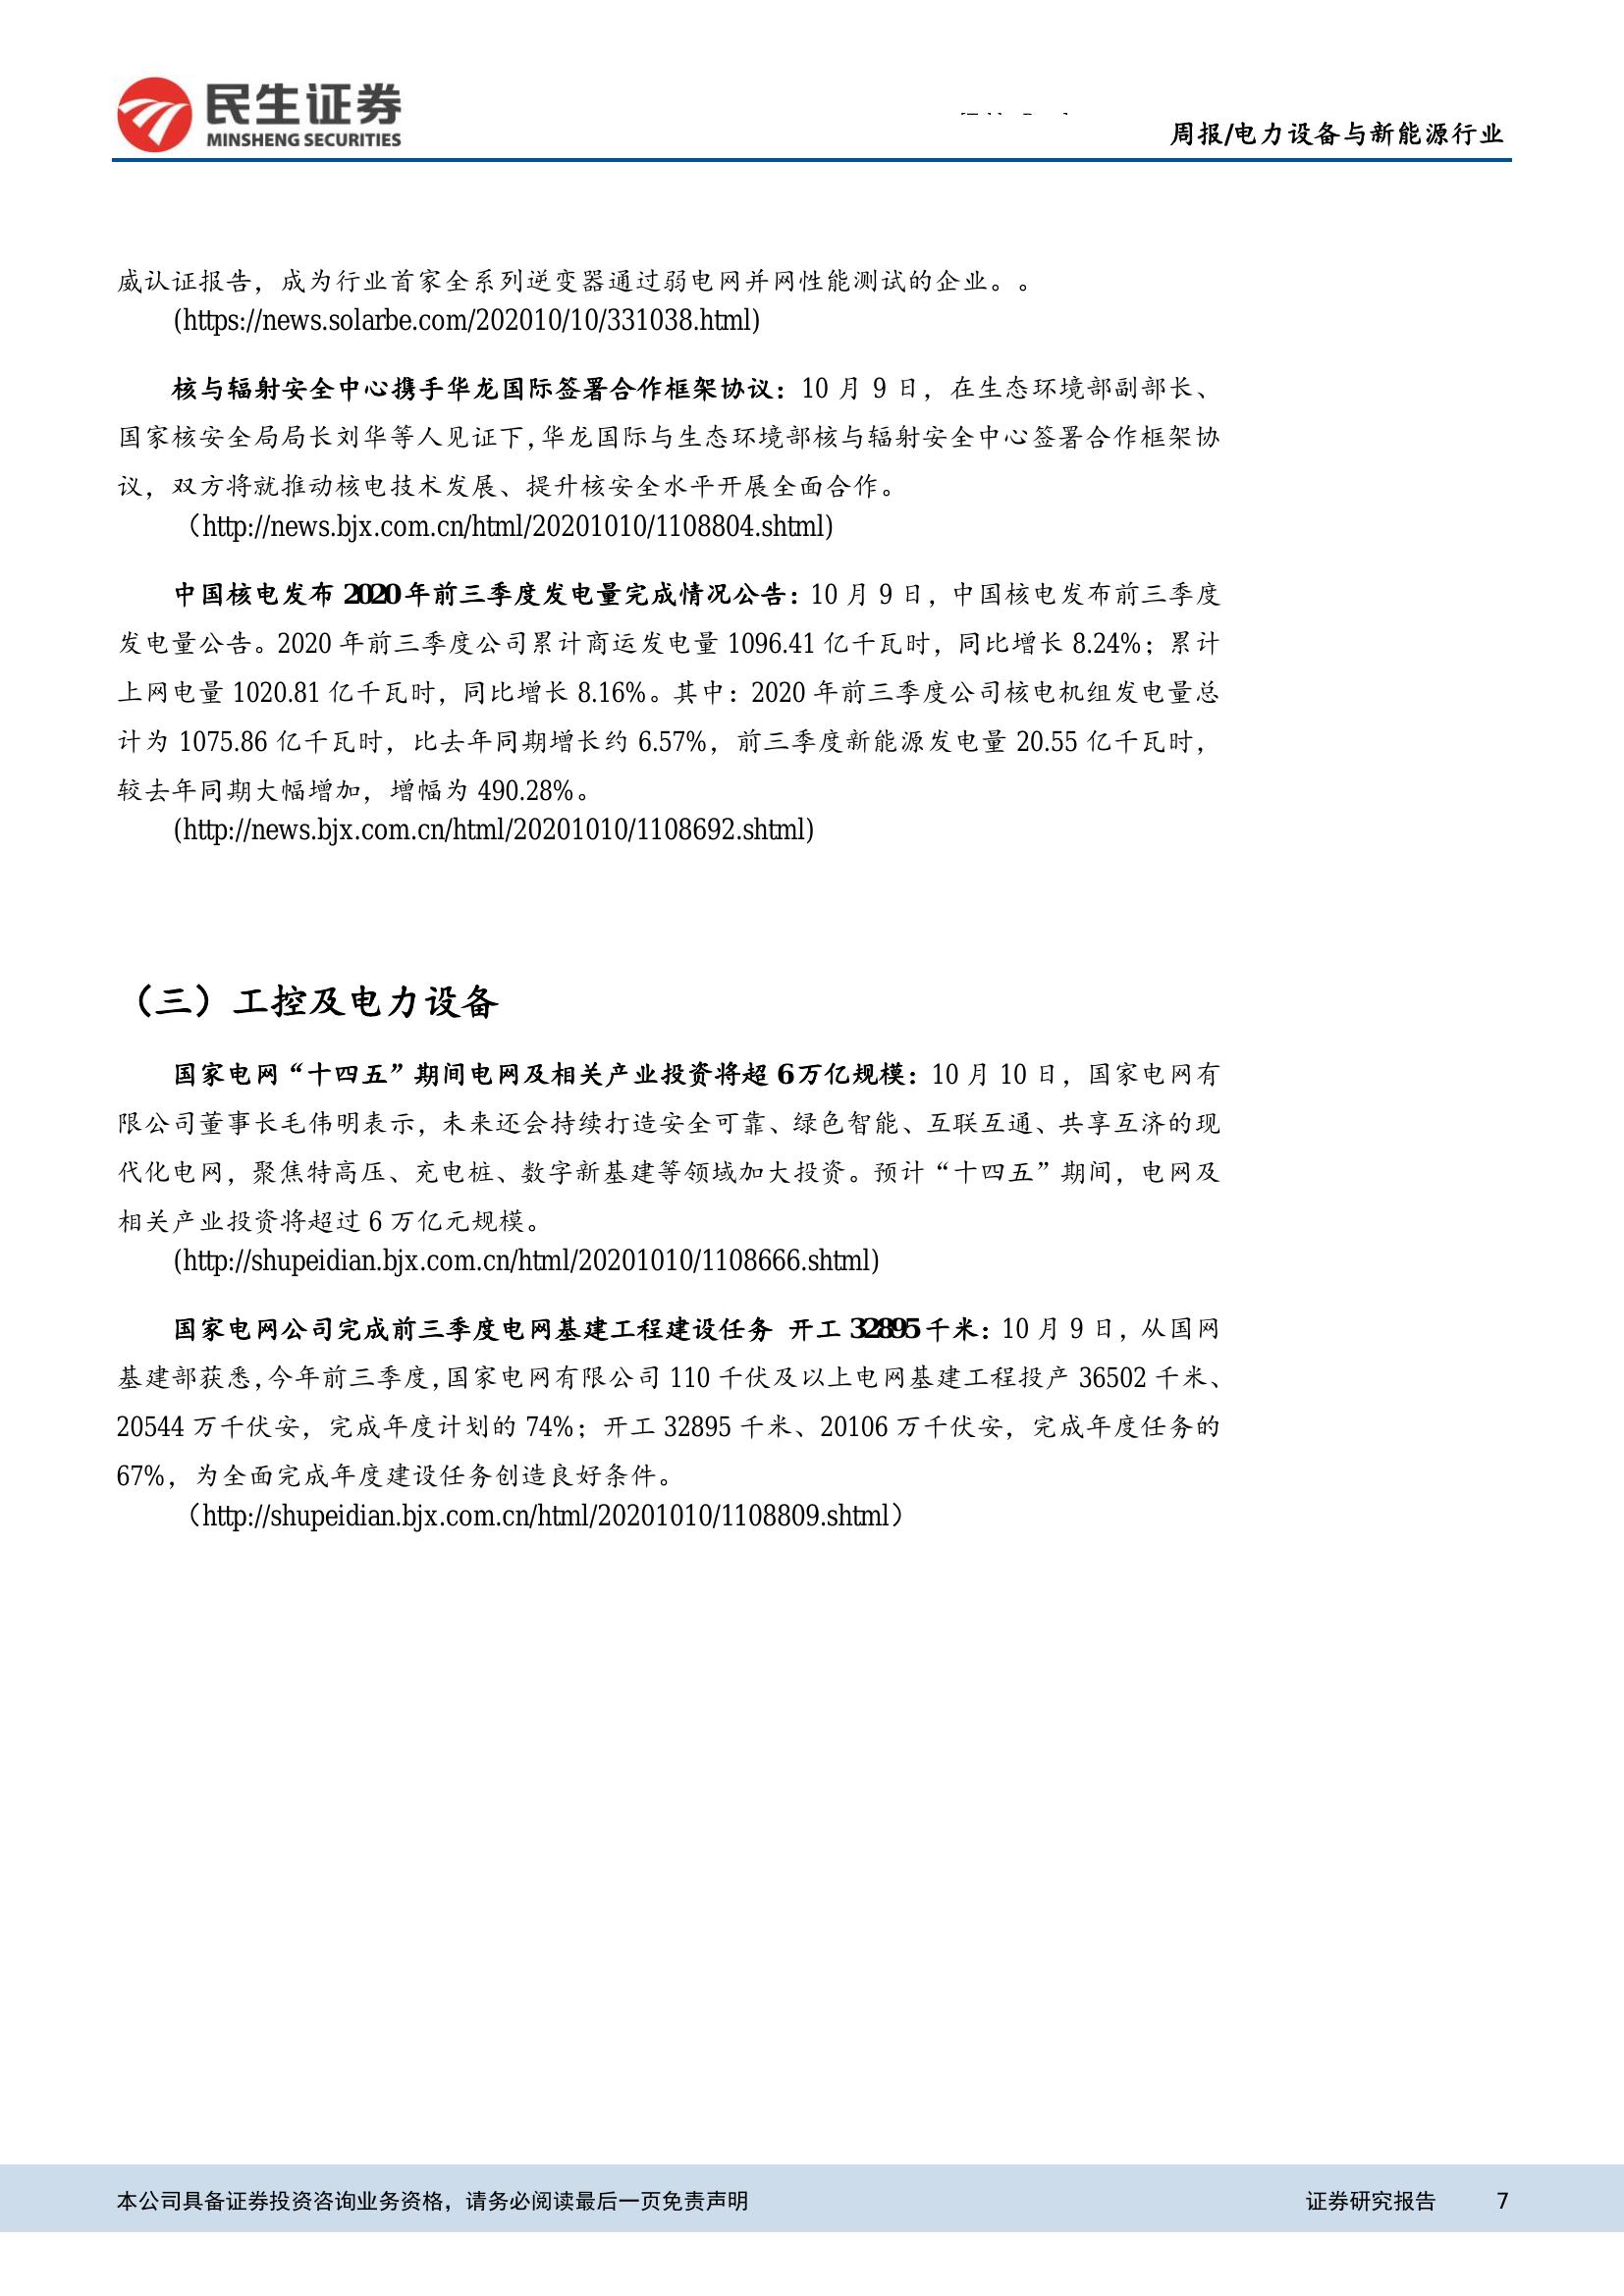 民生证券
MINSHENG SECURITIES
周报/电力设备与新能源行业
威认证报告，成为行业首家全系列逆变器通过弱电网并网性能测试的企业。。
(https://news.solarbe.com/202010/10/331038.html)
核与辐射安全中心携手华龙国际签署合作框架协议：10 月 9 日，在生态环境部副部长、
国家核安全局局长刘华等人见证下，华龙国际与生态环境部核与辐射安全中心签署合作框架协
议，双方将就推动核电技术发展、提升核安全水平开展全面合作。
（http://news.bjx.com.cn/html/20201010/1108804.shtml)
中国核电发布 2020 年前三季度发电量完成情况公告：10 月 9 日，中国核电发布前三季度
发电量公告。2020 年前三季度公司累计商运发电量 1096.41 亿千瓦时，同比增长 8.24%；累计
上网电量 1020.81 亿千瓦时，同比增长 8.16%。其中：2020 年前三季度公司核电机组发电量总
计为 1075.86 亿千瓦时，比去年同期增长约 6.57%，前三季度新能源发电量 20.55 亿千瓦时，
较去年同期大幅增加，增幅为 490.28%。
(http://news.bjx.com.cn/html/20201010/1108692.shtml)
（三）工控及电力设备
国家电网“十四五”期间电网及相关产业投资将超 6 万亿规模：10 月 10 日，国家电网有
限公司董事长毛伟明表示，未来还会持续打造安全可靠、绿色智能、互联互通、共享互济的现
代化电网，聚焦特高压、充电桩、数字新基建等领域加大投资。预计“十四五”期间，电网及
相关产业投资将超过 6 万亿元规模。
(http://shupeidian.bjx.com.cn/html/20201010/1108666.shtml)
国家电网公司完成前三季度电网基建工程建设任务 开工 32895 千米：10 月 9 日，从国网
基建部获悉，今年前三季度，国家电网有限公司 110 千伏及以上电网基建工程投产 36502 千米、
20544 万千伏安，完成年度计划的 74%；开工 32895 千米、20106 万千伏安，完成年度任务的
67%，为全面完成年度建设任务创造良好条件。
（http://shupeidian.bjx.com.cn/html/20201010/1108809.shtml）
本公司具备证券投资咨询业务资格，请务必阅读最后一页免责声明 证券研究报告 7